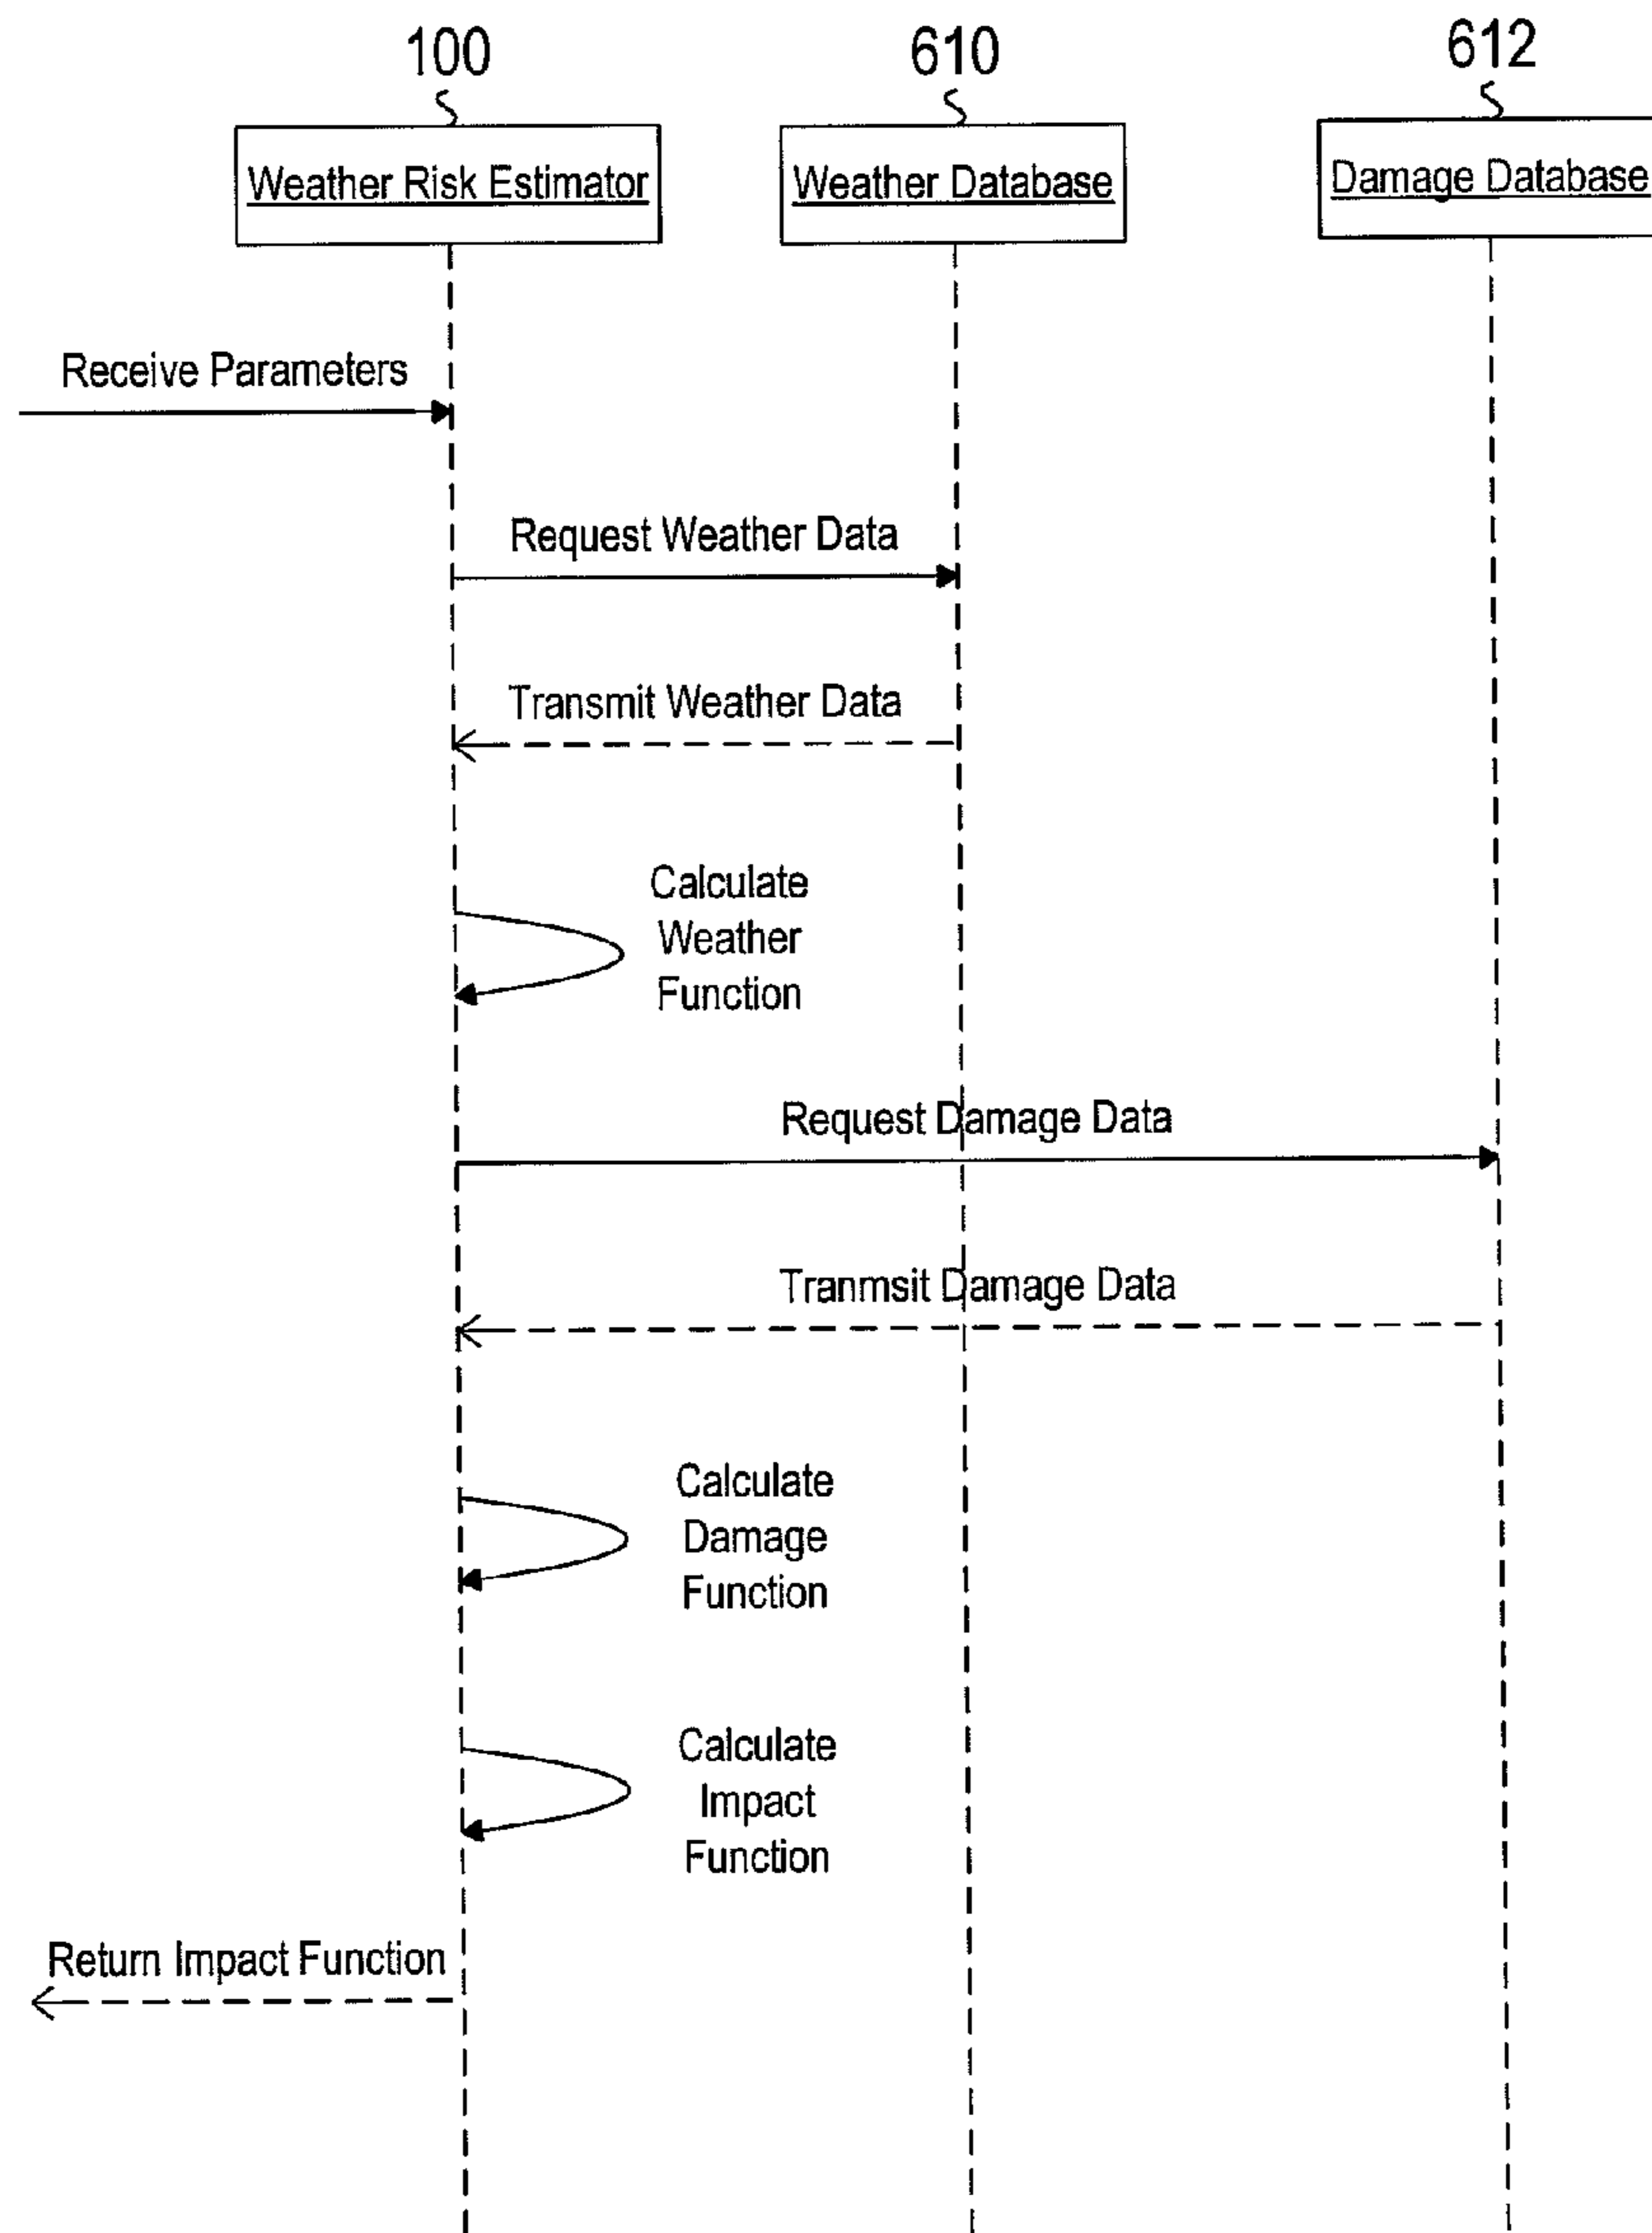 100
610
612
Weather Risk Estimator
Weather Database
Damage Database
Receive Parameters
Request Weather Data
Transmit Weather Data
Calculate
Weather
Function
Request Damage Data
Tranmsit Damage Data
Calculate
Damage
Function
Calculate
Impact
Function
Return Impact Function